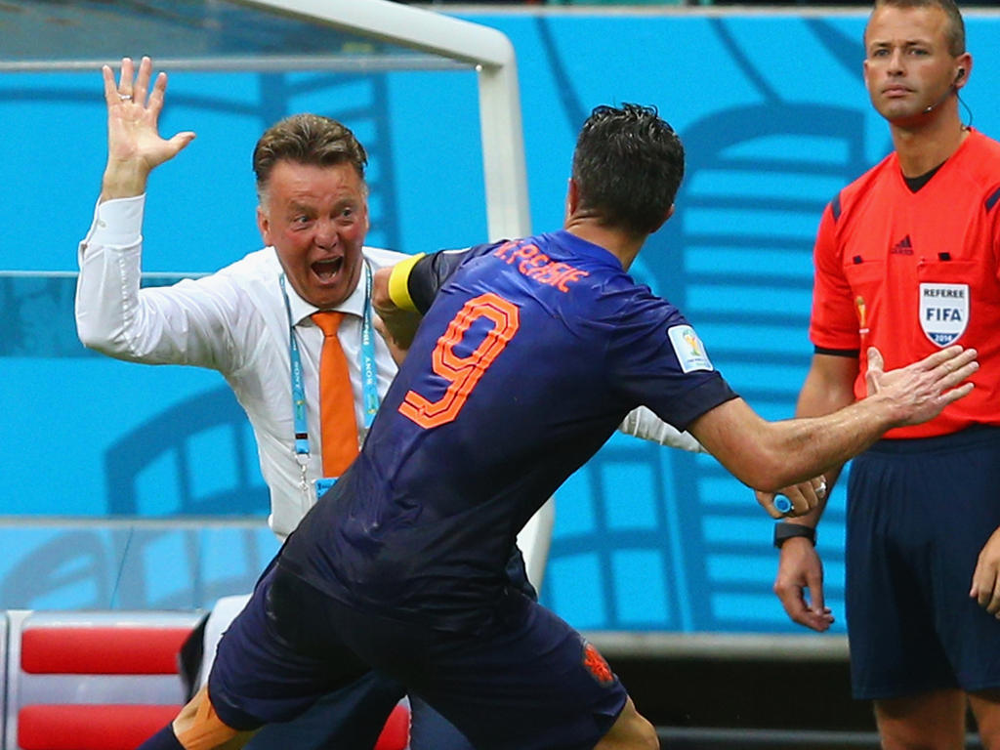 V. PERSIE
9
REFEREE
FIFA
2014
adidas